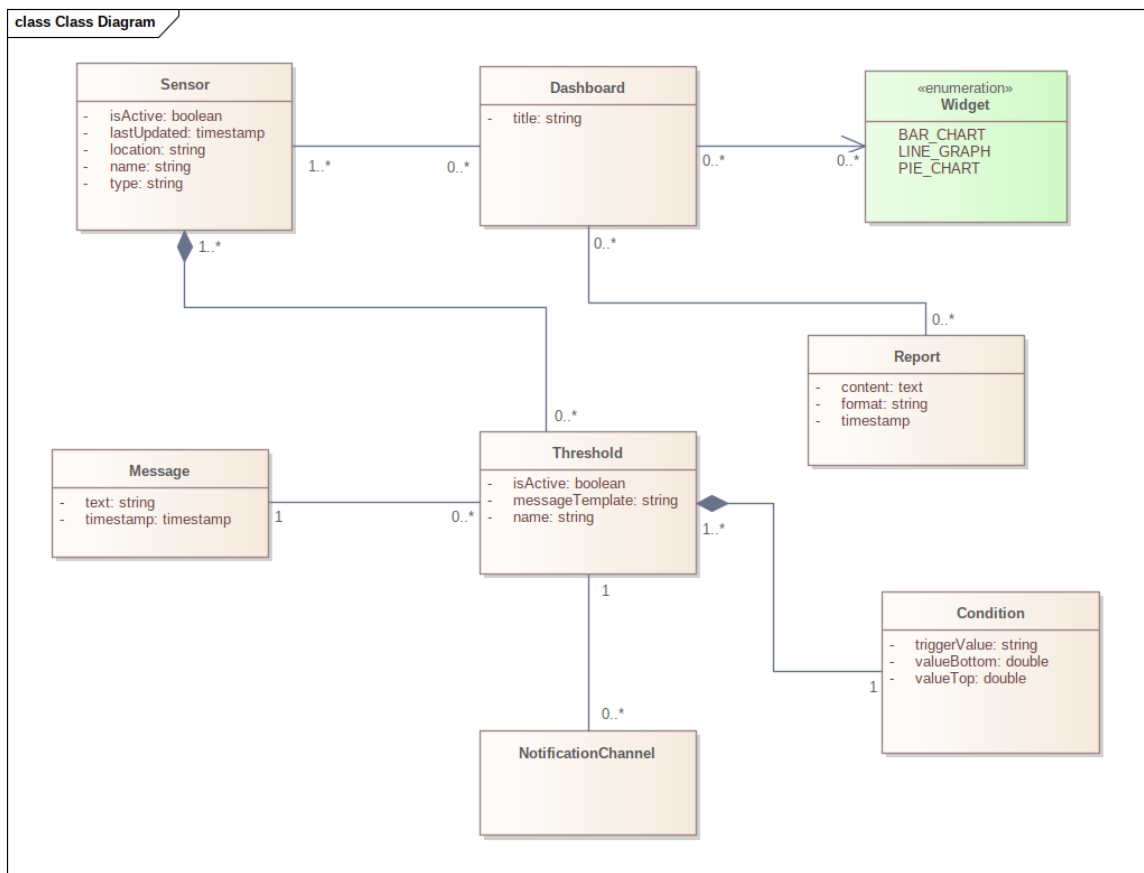 class Class Diagram
Sensor
- isActive: boolean
- lastUpdated: timestamp
- location: string
- name: string
- type: string
1..*
0..*
Dashboard
- title: string
0..*
0..*
«enumeration»
Widget
BAR_CHART
LINE_GRAPH
PIE_CHART
1..*
0..*
0..*
0..*
Report
- content: text
- format: string
- timestamp
Message
- text: string
- timestamp: timestamp
1
0..*
Threshold
- isActive: boolean
- messageTemplate: string
- name: string
1..*
1
1
0..*
Condition
- triggerValue: string
- valueBottom: double
- valueTop: double
NotificationChannel